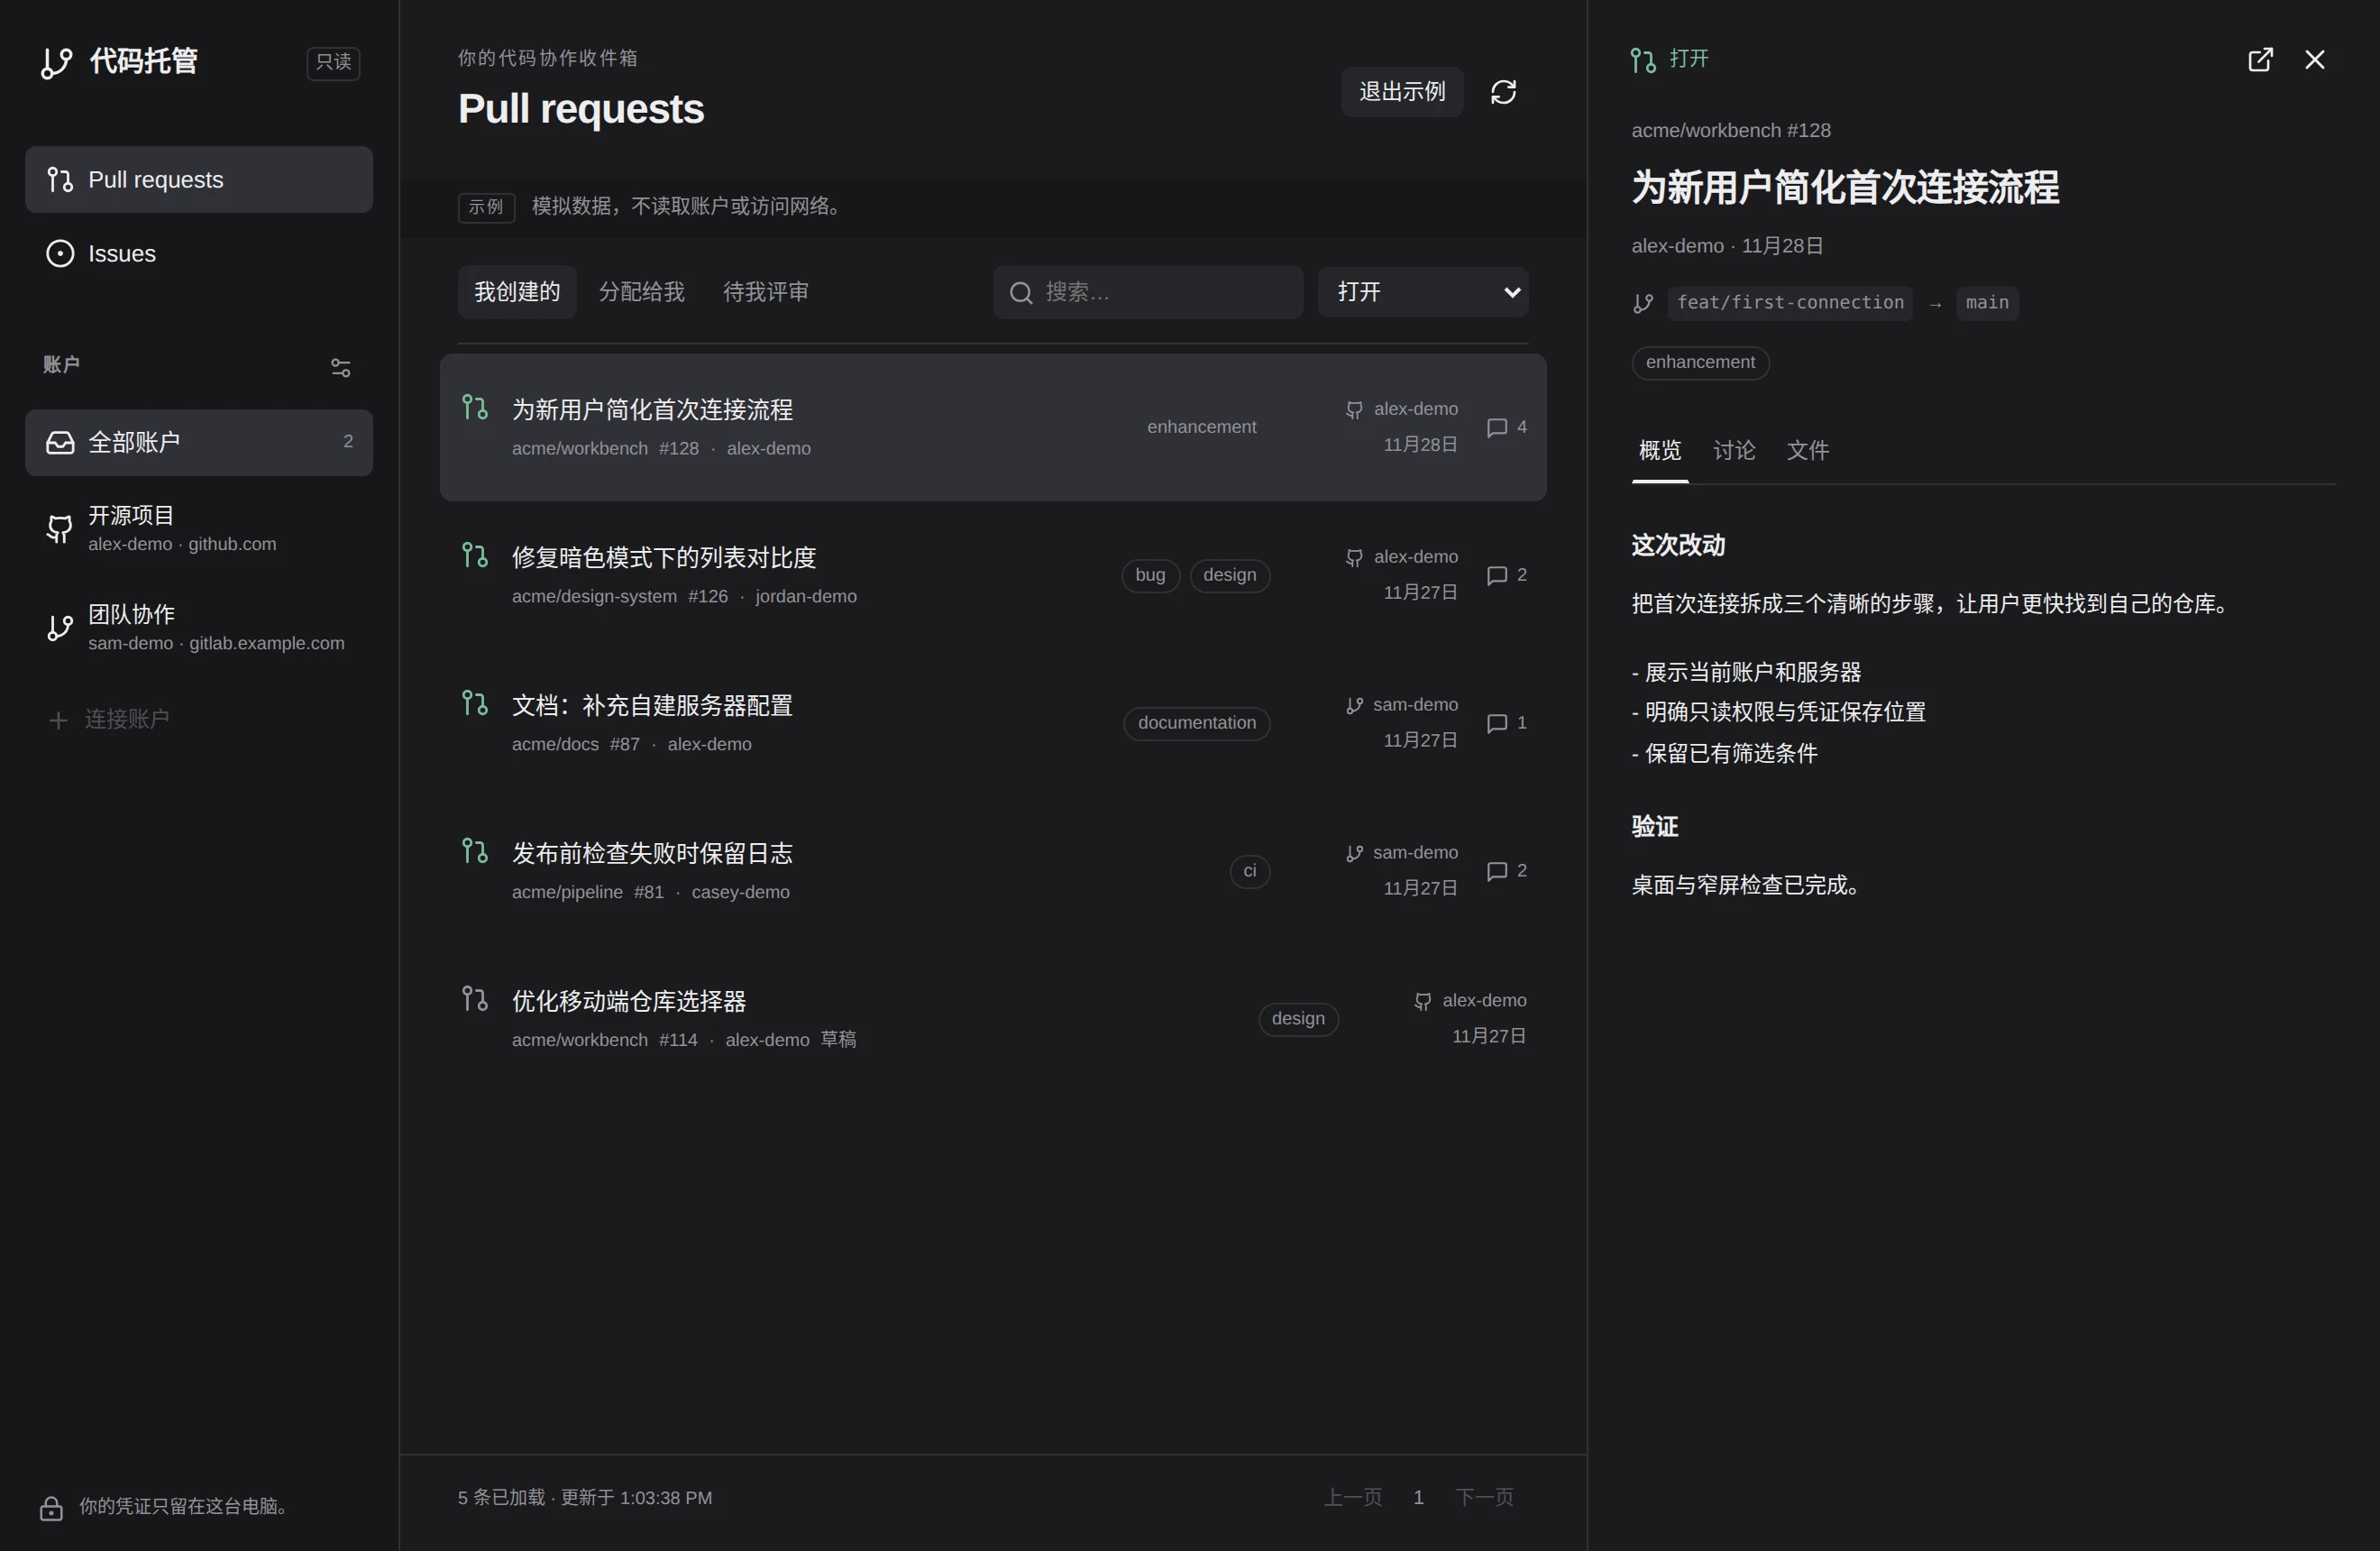 代码托管
只读
Pull requests
Issues
账户
全部账户
2
开源项目
alex-demo · github.com
团队协作
sam-demo · gitlab.example.com
连接账户
你的凭证只留在这台电脑。
你的代码协作收件箱
Pull requests
退出示例
示例
模拟数据，不读取账户或访问网络。
我创建的
分配给我
待我评审
搜索...
打开
为新用户简化首次连接流程
acme/workbench #128 · alex-demo
enhancement
alex-demo
11月28日
4
修复暗色模式下的列表对比度
acme/design-system #126 · jordan-demo
bug
design
alex-demo
11月27日
2
文档：补充自建服务器配置
acme/docs #87 · alex-demo
documentation
sam-demo
11月27日
1
发布前检查失败时保留日志
acme/pipeline #81 · casey-demo
ci
sam-demo
11月27日
2
优化移动端仓库选择器
acme/workbench #114 · alex-demo 草稿
design
alex-demo
11月27日
5 条已加载 · 更新于 1:03:38 PM
上一页
1
下一页
打开
acme/workbench #128
为新用户简化首次连接流程
alex-demo · 11月28日
feat/first-connection → main
enhancement
概览
讨论
文件
这次改动
把首次连接拆成三个清晰的步骤，让用户更快找到自己的仓库。
- 展示当前账户和服务器
- 明确只读权限与凭证保存位置
- 保留已有筛选条件
验证
桌面与窄屏检查已完成。